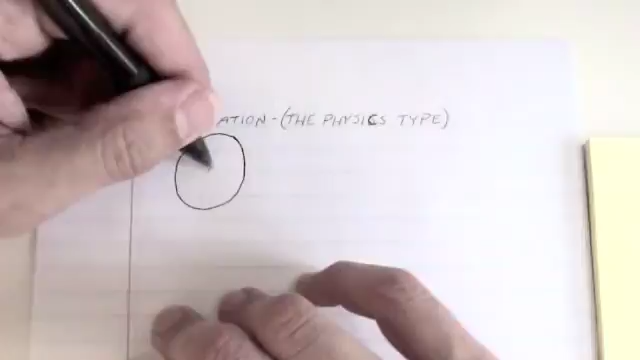 ATION - (THE PHYSICS TYPE)